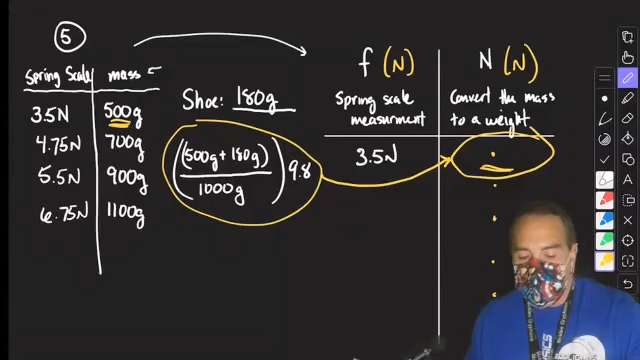 5
Spring Scale mass
3.5N 500g
4.75N 700g
5.5N 900g
6.75N 1100g
Shoe: 180g
((500g + 180g) / 1000g) 9.8
f (N) N (N)
Spring scale measurment
Convert the mass to a weight
3.5N